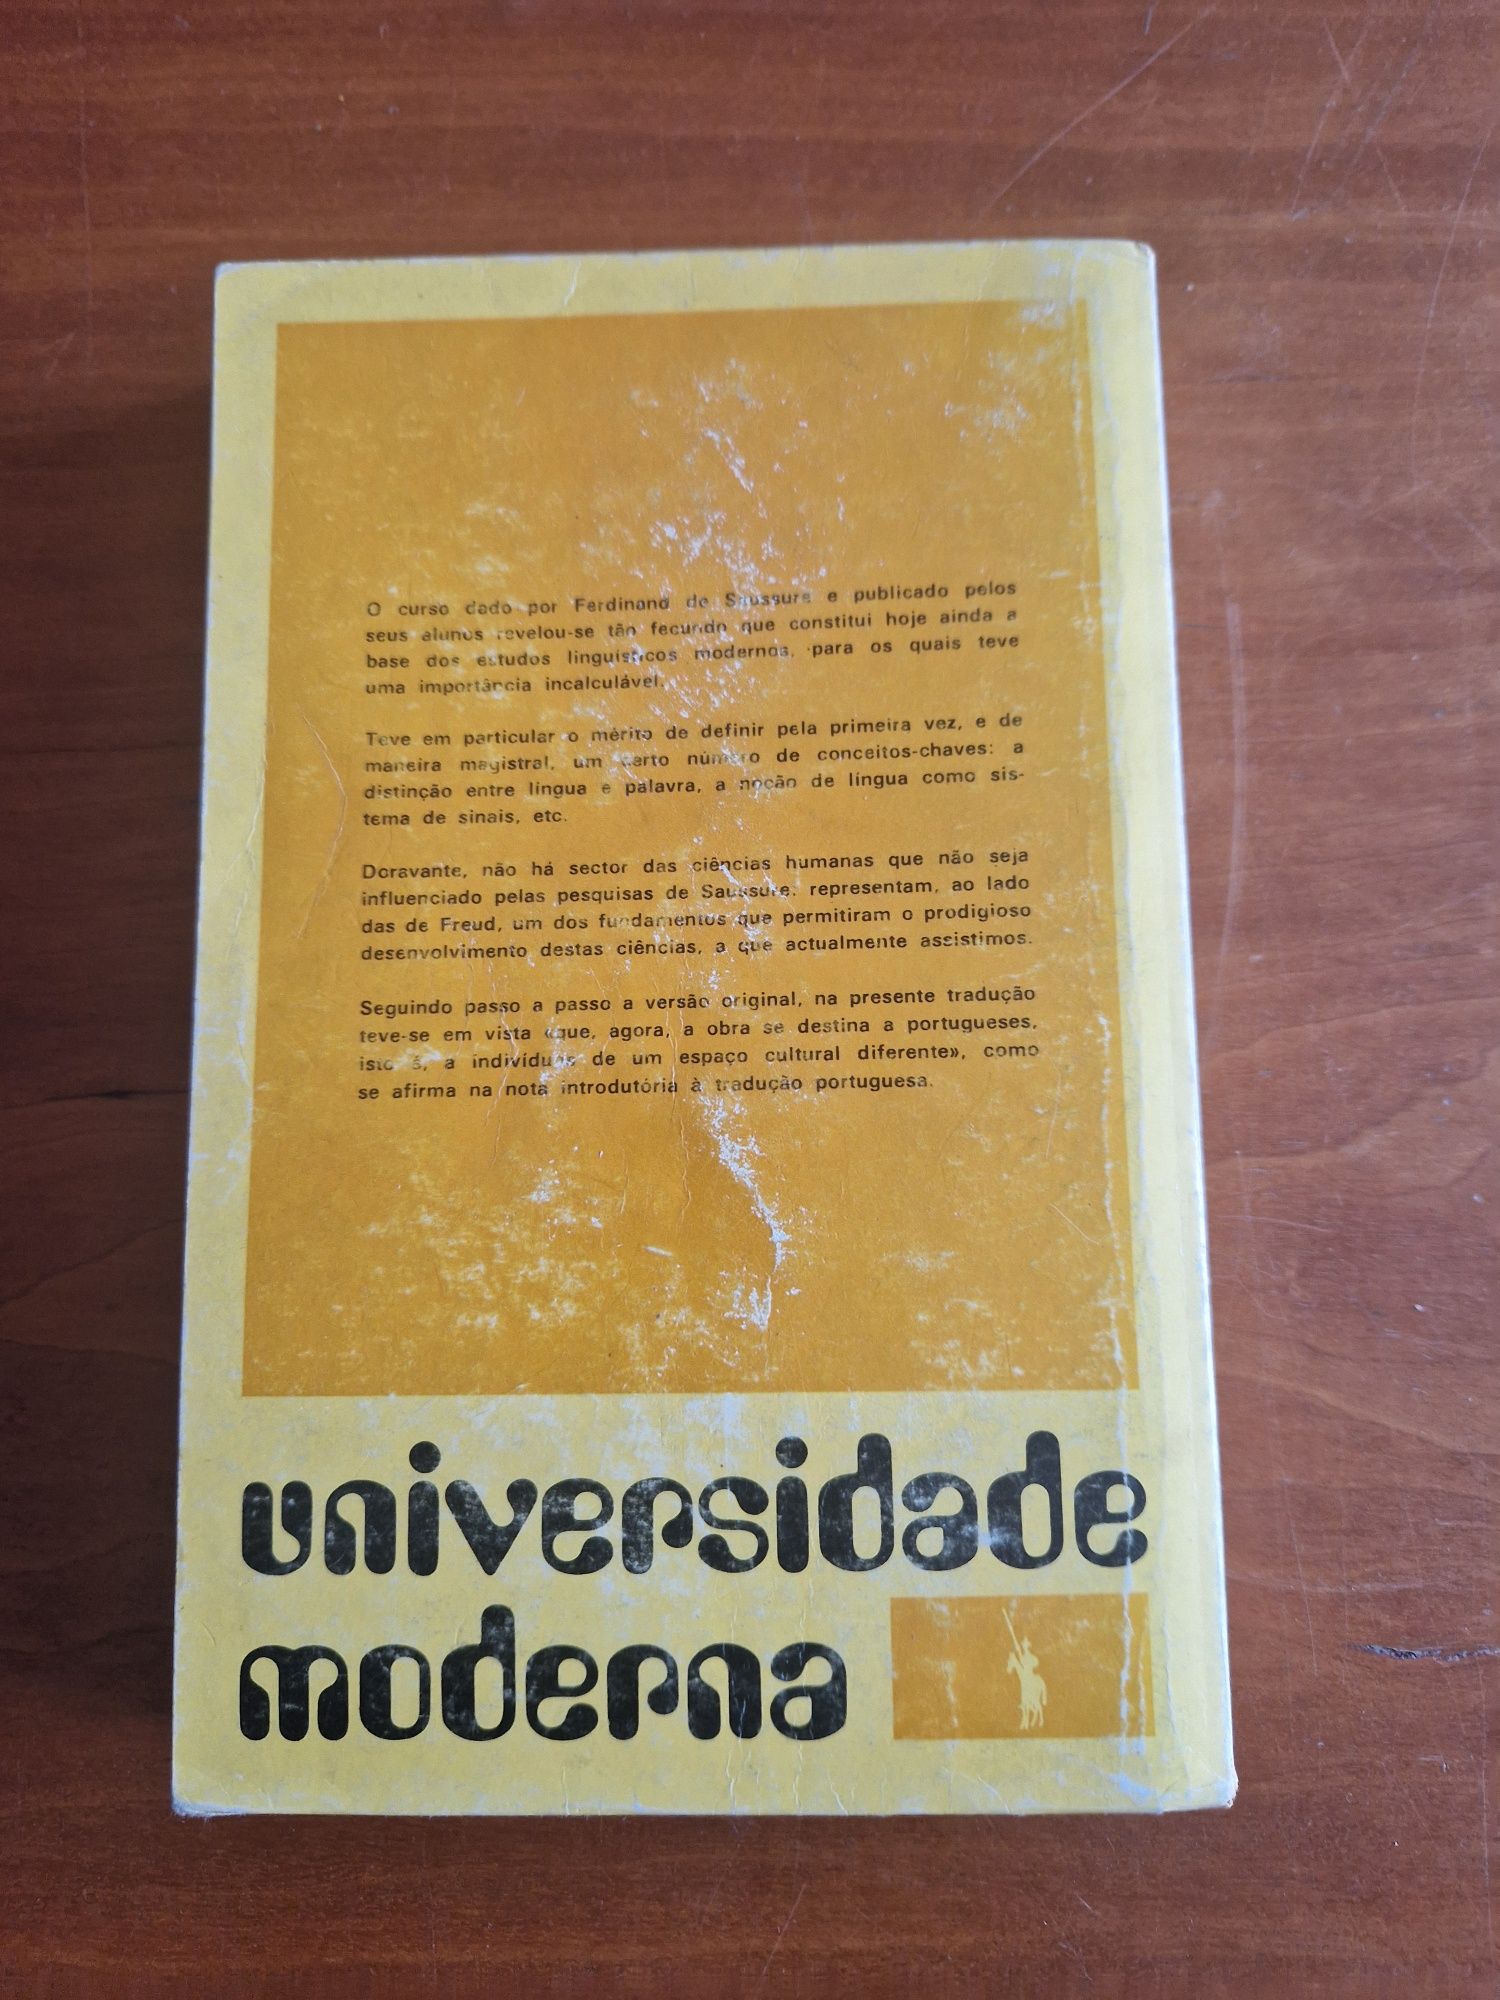 O curso dado por Ferdinand de Saussure e publicado pelos
seus alunos revelou-se tão fecundo que constitui hoje ainda a
base dos estudos linguísticos modernos, para os quais teve
uma importância incalculável.
Teve em particular o mérito de definir pela primeira vez, e de
maneira magistral, um certo número de conceitos-chaves: a
distinção entre língua e palavra, a noção de língua como sis-
tema de sinais, etc.
Doravante, não há sector das ciências humanas que não seja
influenciado pelas pesquisas de Saussure: representam, ao lado
das de Freud, um dos fundamentos que permitiram o prodigioso
desenvolvimento destas ciências, a que actualmente assistimos.
Seguindo passo a passo a versão original, na presente tradução
teve-se em vista «que, agora, a obra se destina a portugueses,
isto é, a indivíduos de um espaço cultural diferente», como
se afirma na nota introdutória à tradução portuguesa.
universidade
moderna